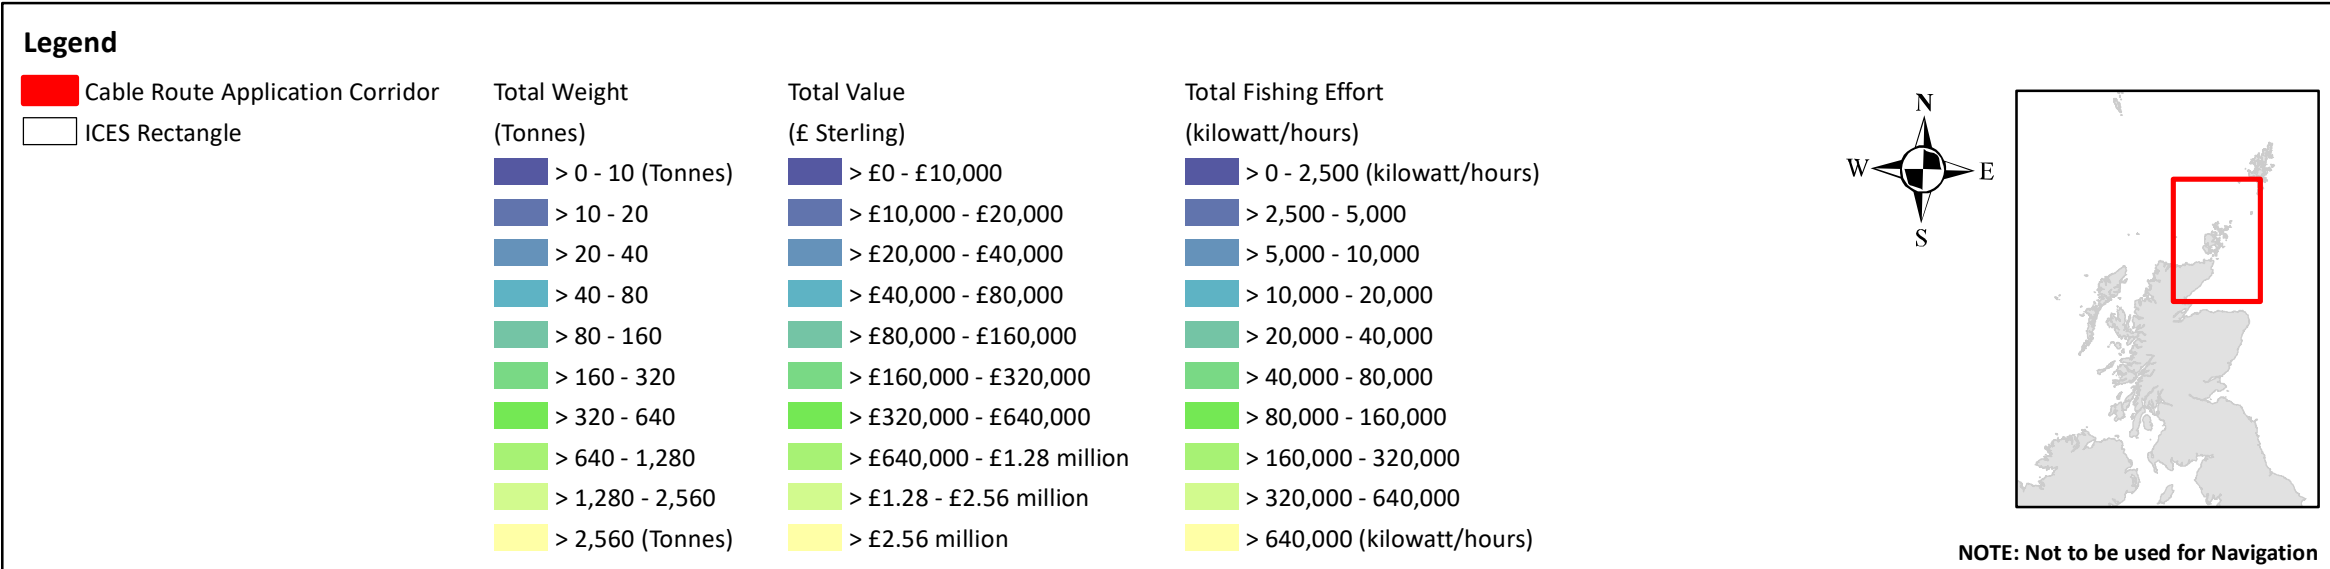 Legend
Cable Route Application Corridor
ICES Rectangle
Total Weight
(Tonnes)
> 0 - 10 (Tonnes)
> 10 - 20
> 20 - 40
> 40 - 80
> 80 - 160
> 160 - 320
> 320 - 640
> 640 - 1,280
> 1,280 - 2,560
> 2,560 (Tonnes)
Total Value
(£ Sterling)
> £0 - £10,000
> £10,000 - £20,000
> £20,000 - £40,000
> £40,000 - £80,000
> £80,000 - £160,000
> £160,000 - £320,000
> £320,000 - £640,000
> £640,000 - £1.28 million
> £1.28 - £2.56 million
> £2.56 million
Total Fishing Effort
(kilowatt/hours)
> 0 - 2,500 (kilowatt/hours)
> 2,500 - 5,000
> 5,000 - 10,000
> 10,000 - 20,000
> 20,000 - 40,000
> 40,000 - 80,000
> 80,000 - 160,000
> 160,000 - 320,000
> 320,000 - 640,000
> 640,000 (kilowatt/hours)
N
W E
S
NOTE: Not to be used for Navigation